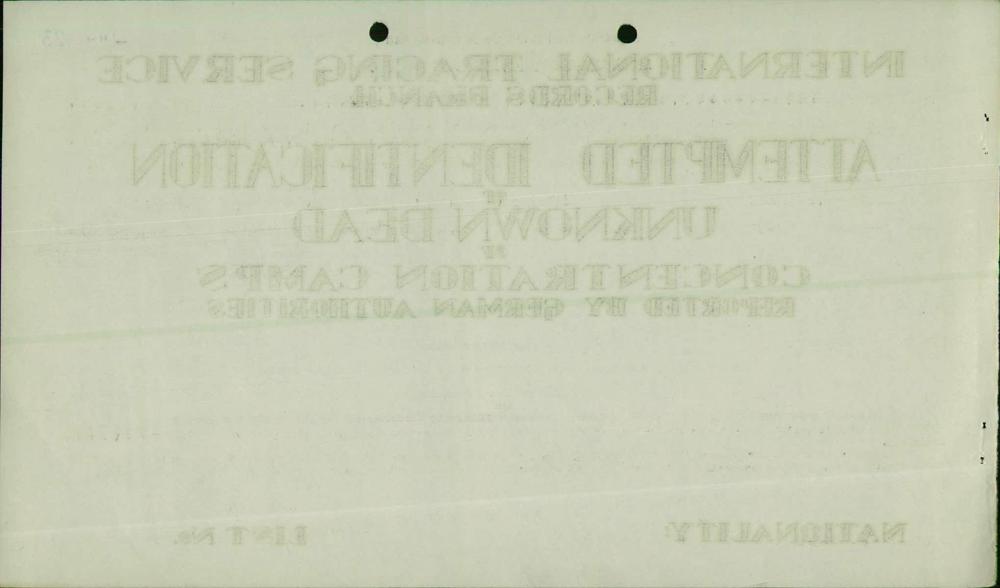 INTERNATIONAL TRACING SERVICE
RECORDS BRANCH
ATTEMPTED IDENTIFICATION
OF
UNKNOWN DEAD
OF
CONCENTRATION CAMPS
REPORTED BY GERMAN AUTHORITIES
NATIONALITY: LIST No.